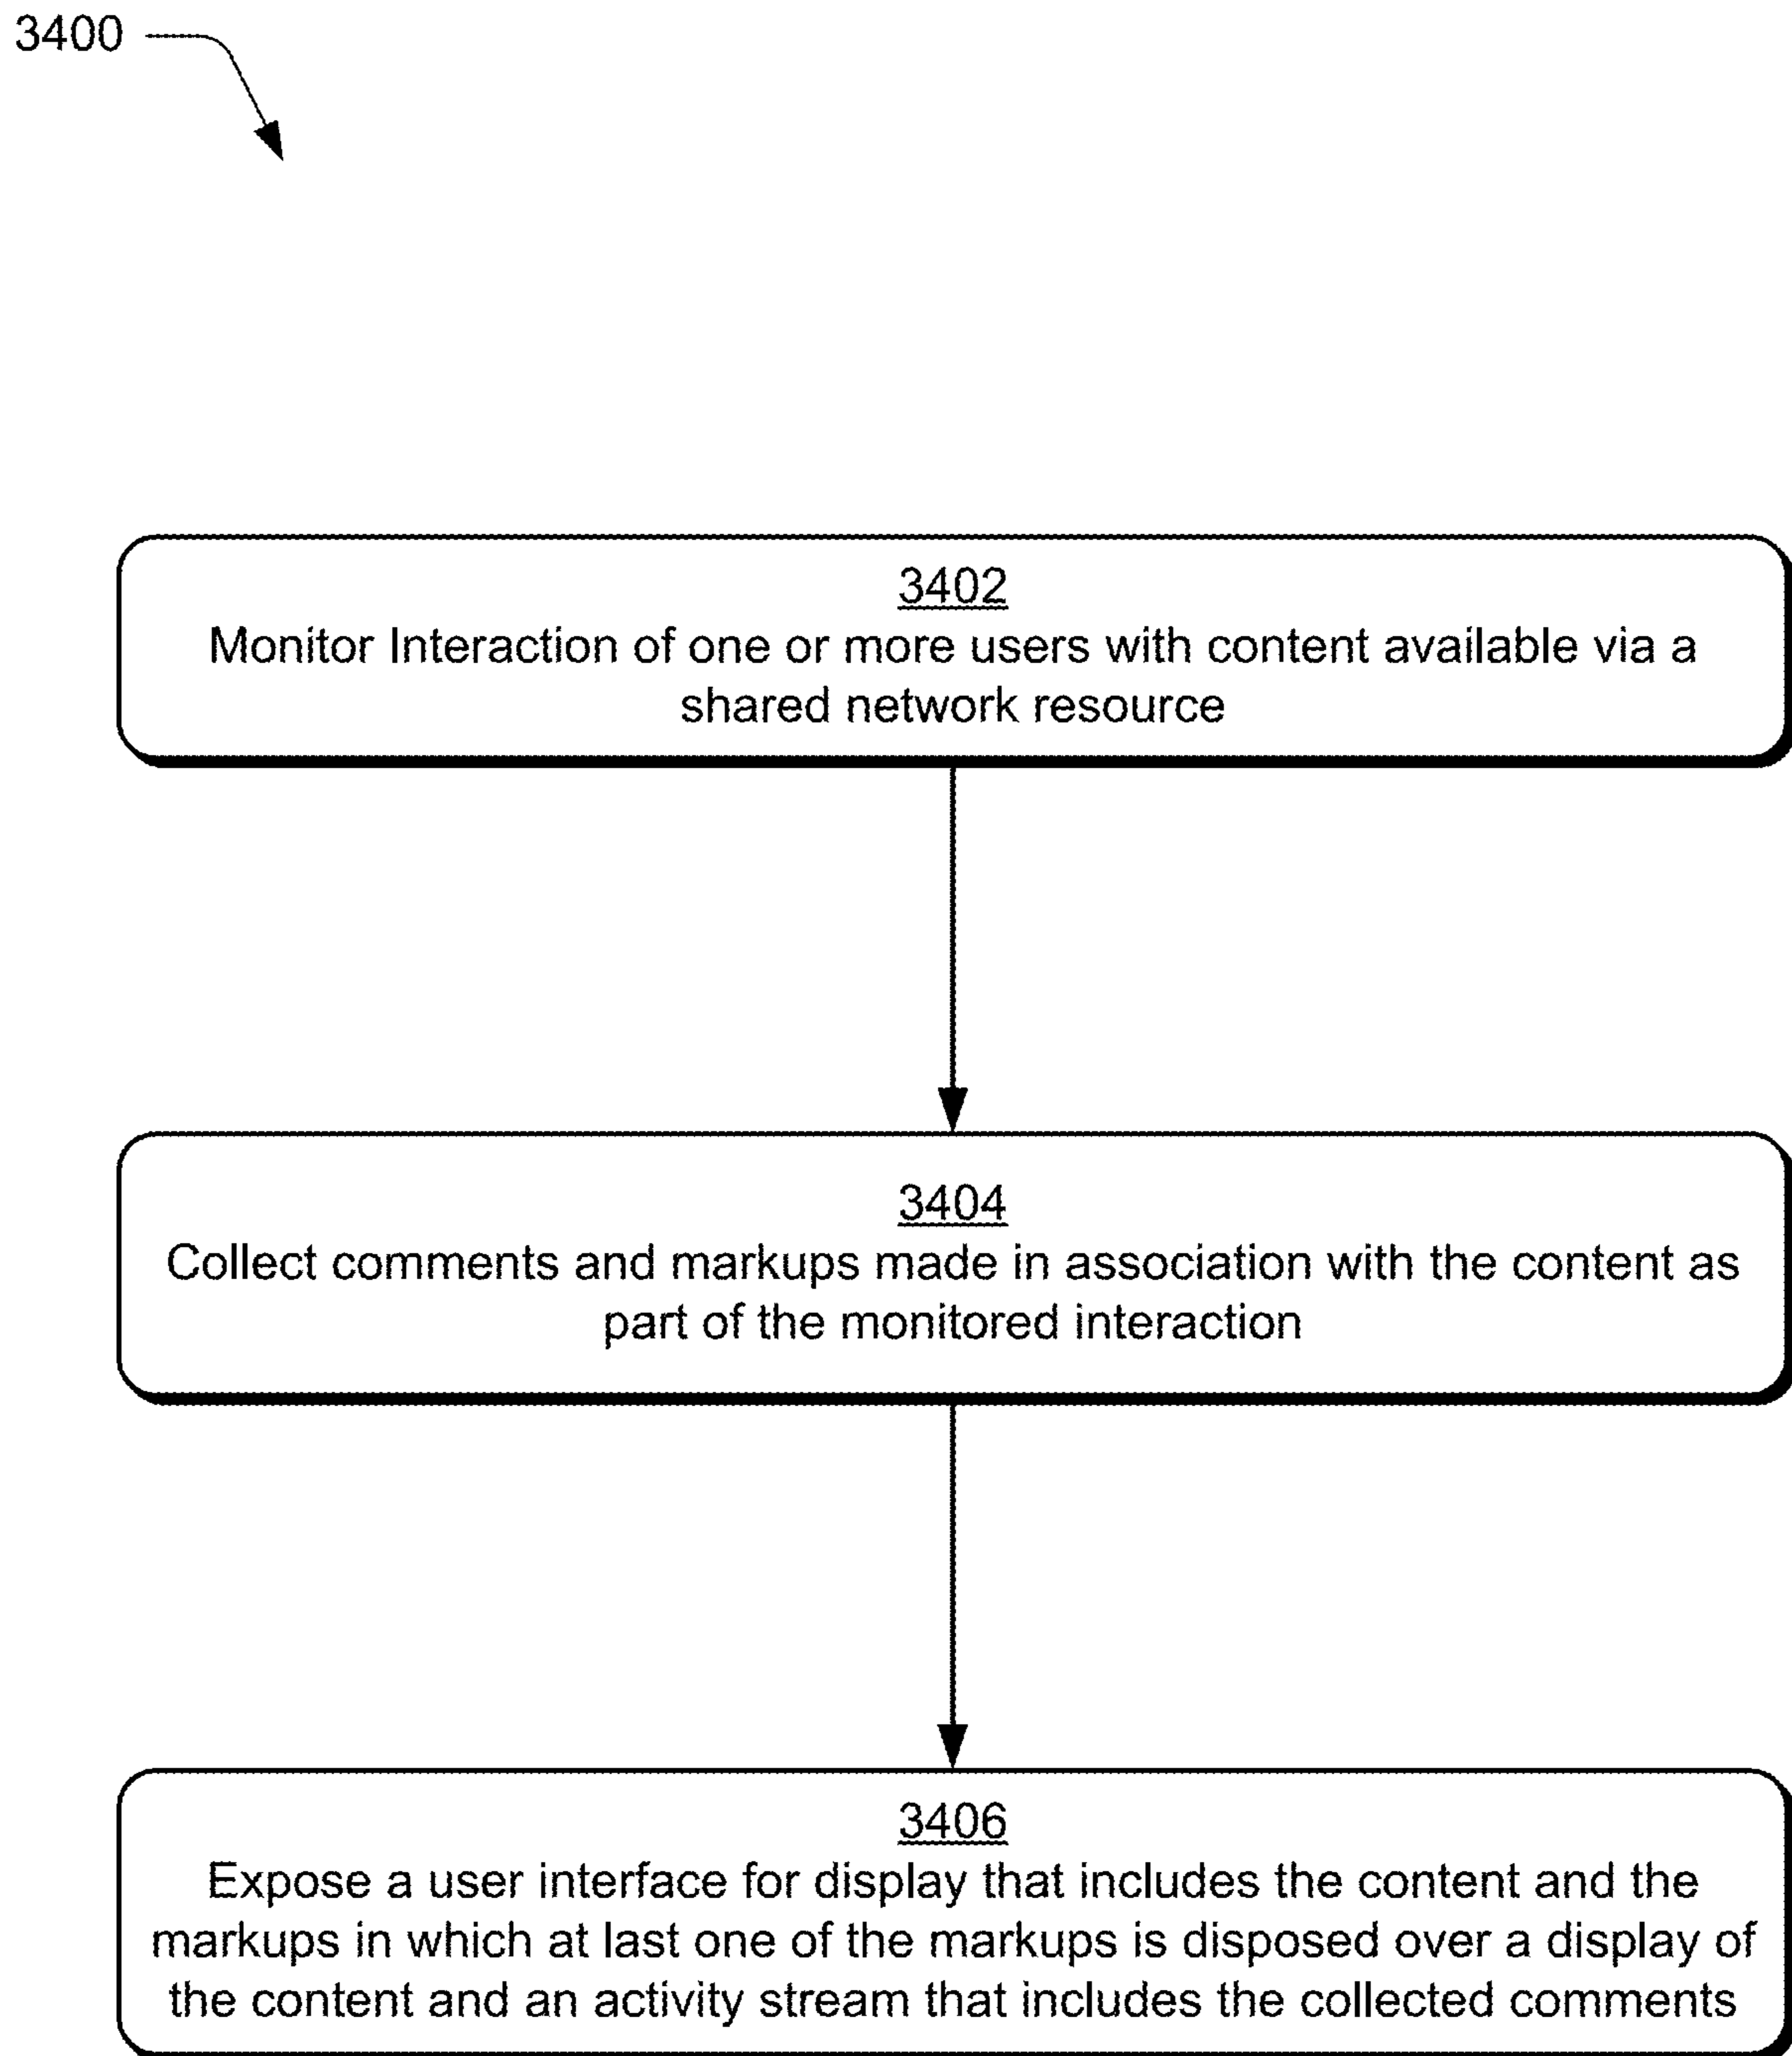 3400
3402
Monitor Interaction of one or more users with content available via a
shared network resource
3404
Collect comments and markups made in association with the content as
part of the monitored interaction
3406
Expose a user interface for display that includes the content and the
markups in which at last one of the markups is disposed over a display of
the content and an activity stream that includes the collected comments